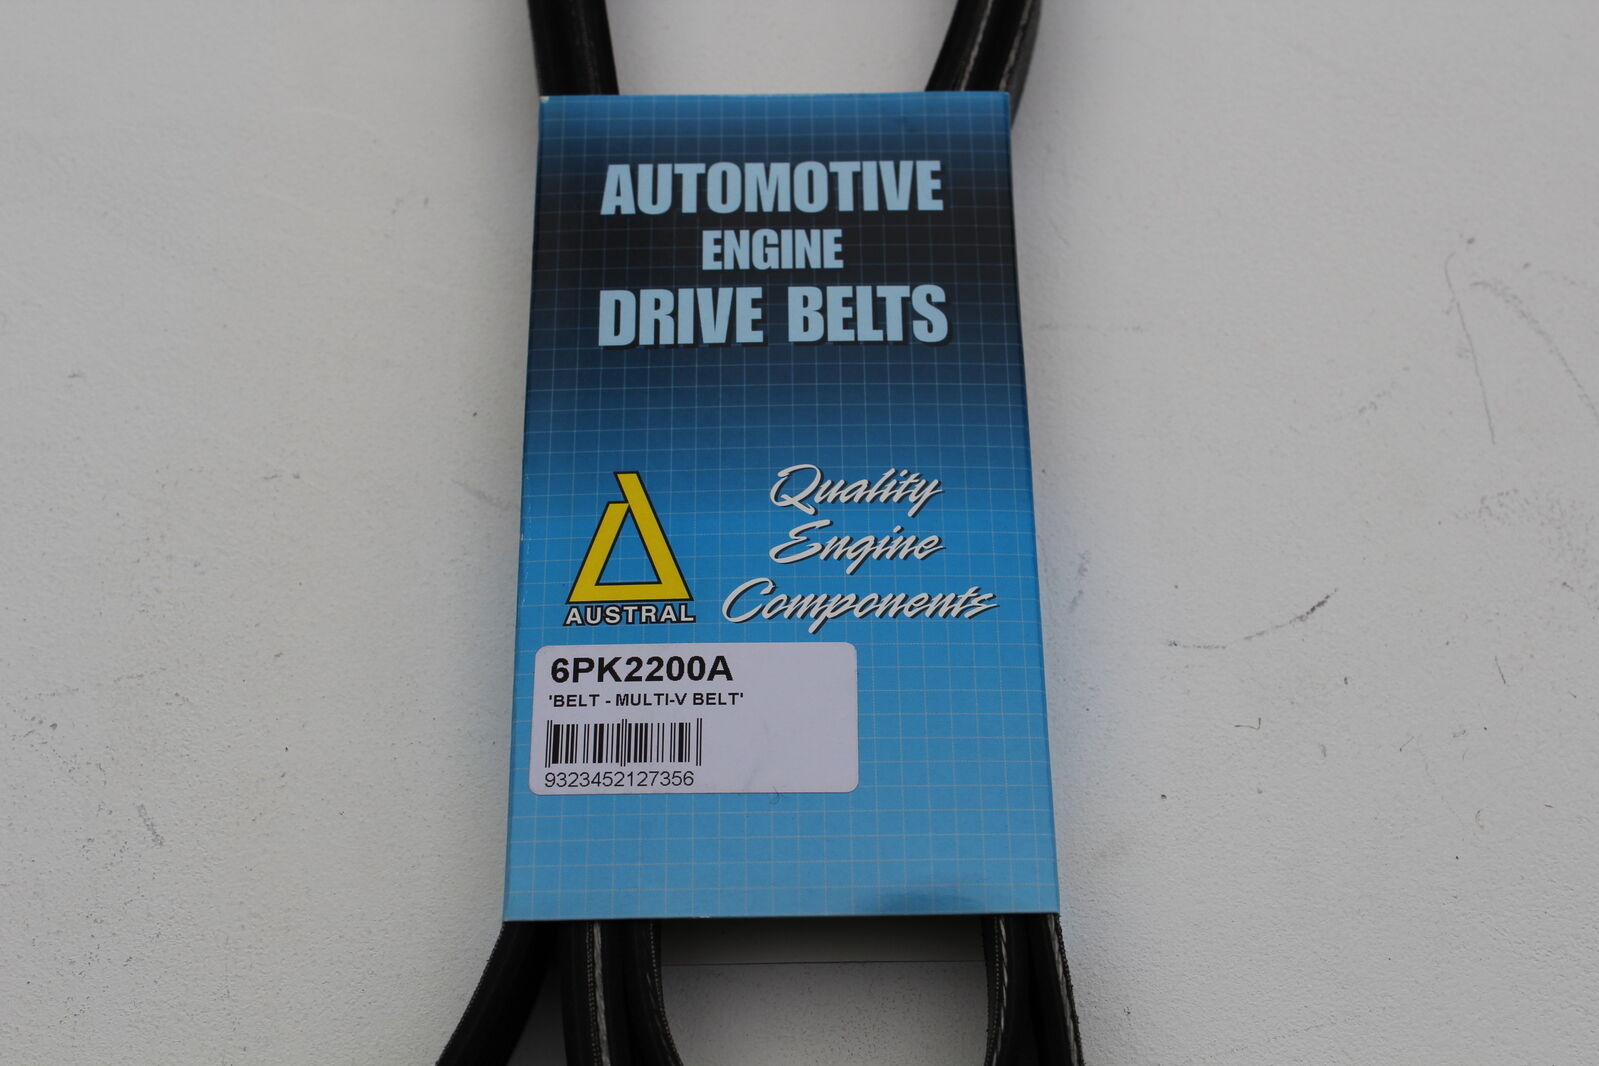 AUTOMOTIVE
ENGINE
DRIVE BELTS
Quality
Engine
Components
AUSTRAL
6PK2200A
'BELT - MULTI-V BELT'
9323452127356